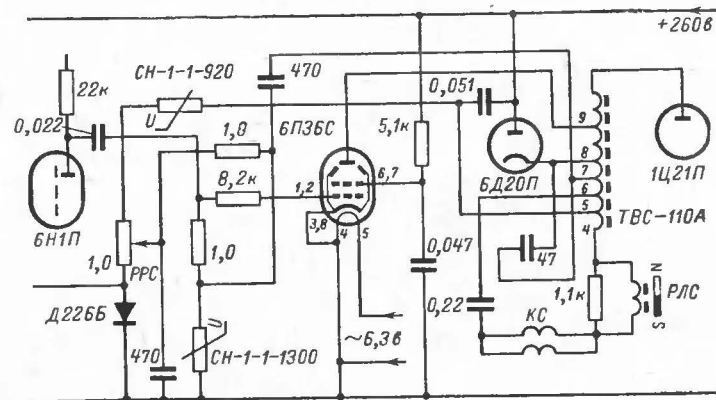 +260в
22к
СН-1-1-920
U
470
0,022
1,0
6П36С
0,051
5,1к
9
8
7
6
5
4
8,2к
1,2
6,7
6Д20П
1Ц21П
ТВС-110А
6Н1П
3,8
4
5
1,0
РРС
1,0
0,047
47
Д226Б
U
~6,3в
0,22
КС
1,1к
РЛС
N
S
470
СН-1-1-1300